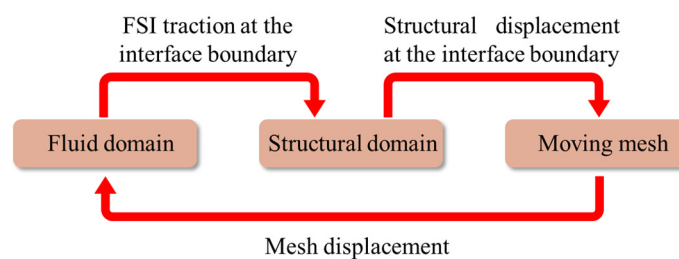 FSI traction at the
interface boundary
Structural displacement
at the interface boundary
Fluid domain
Structural domain
Moving mesh
Mesh displacement